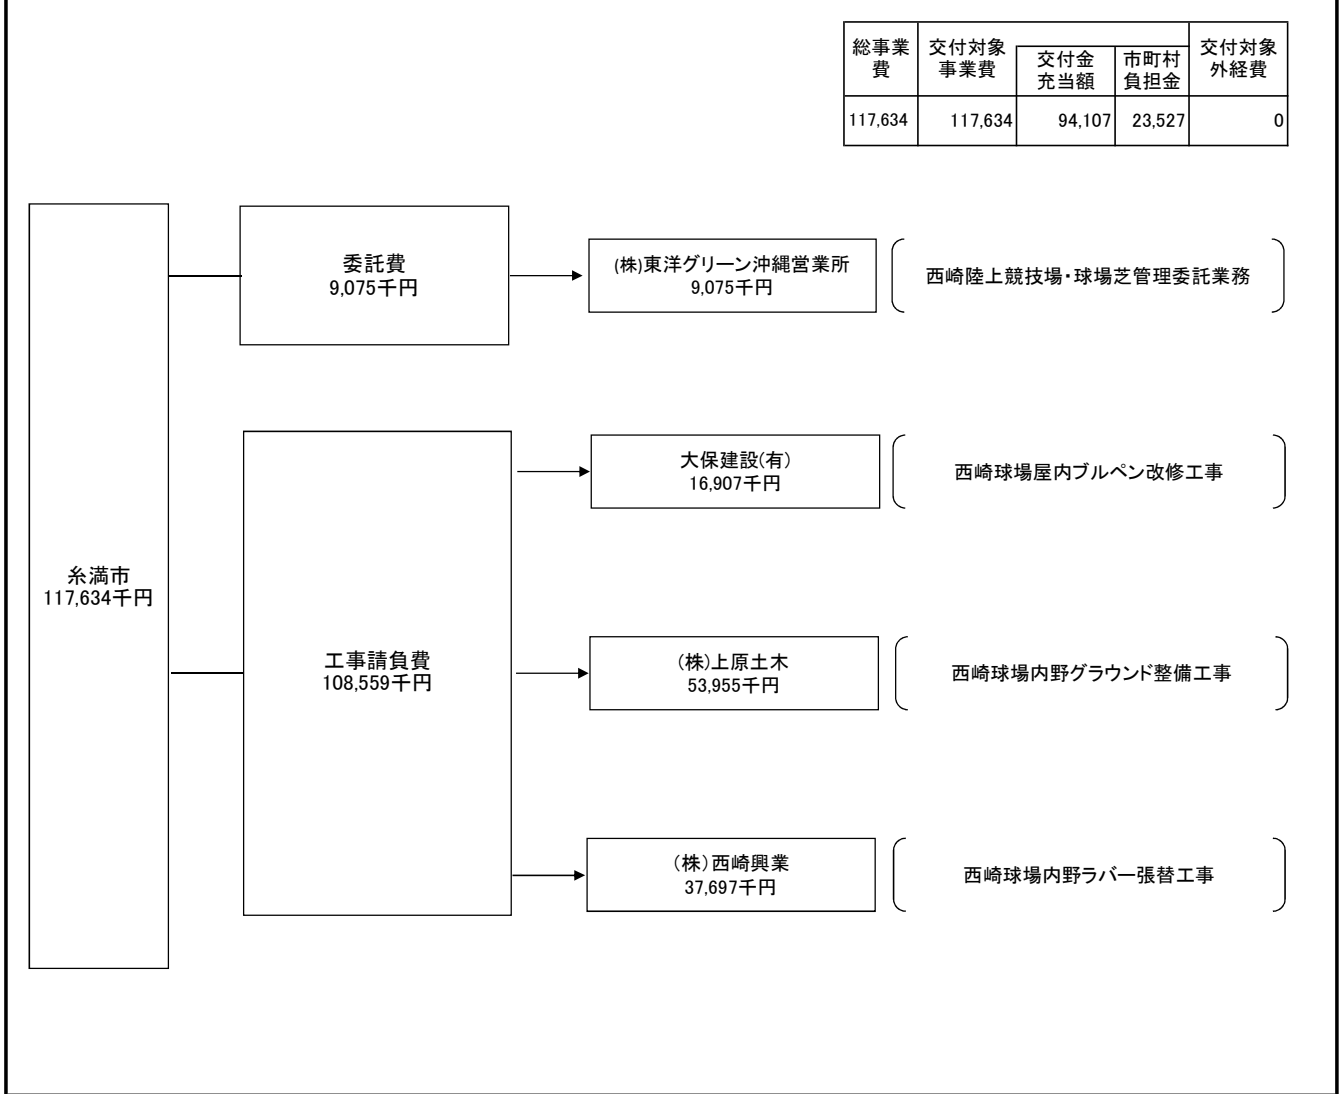 総事業
費
交付対象
事業費
交付金
充当額
市町村
負担金
交付対象
外経費
117,634
117,634
94,107
23,527
0
委託費
9,075千円
(株)東洋グリーン沖縄営業所
9,075千円
西崎陸上競技場・球場芝管理委託業務
大保建設(有)
16,907千円
西崎球場屋内ブルペン改修工事
糸満市
117,634千円
工事請負費
108,559千円
(株)上原土木
53,955千円
西崎球場内野グラウンド整備工事
(株)西崎興業
37,697千円
西崎球場内野ラバー張替工事